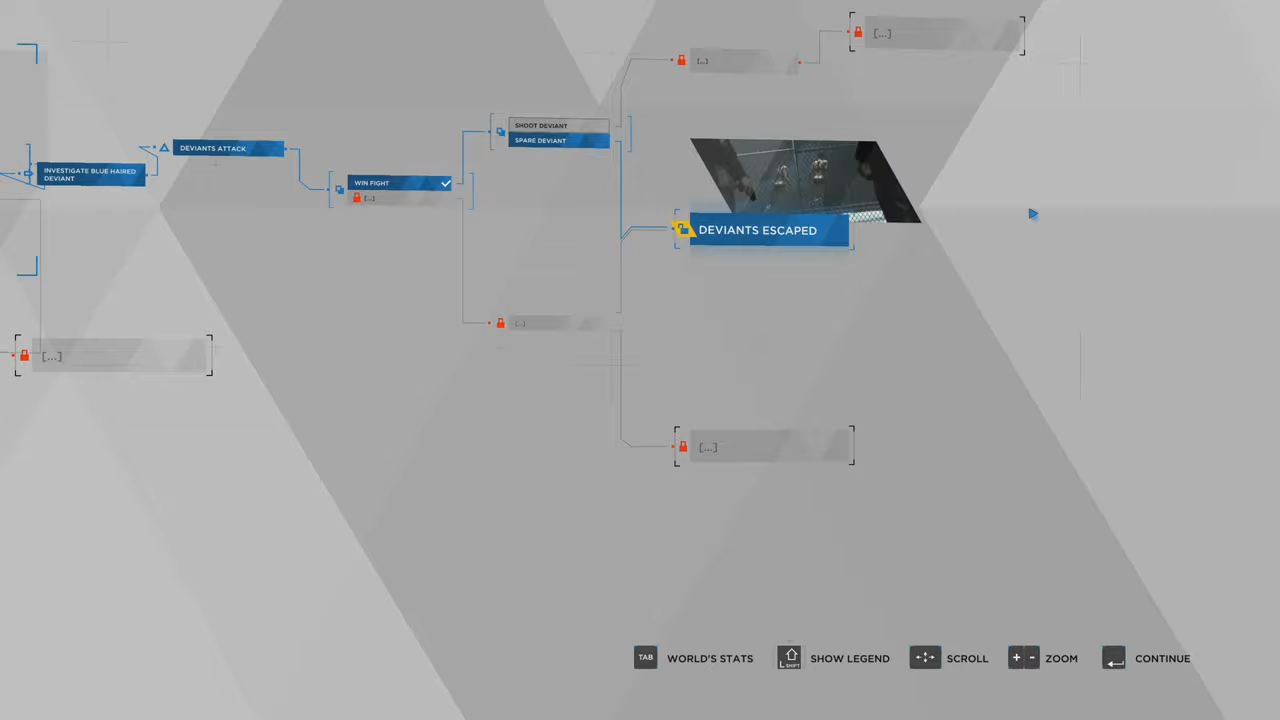 [...]
[...]
SHOOT DEVIANT
SPARE DEVIANT
DEVIANTS ATTACK
INVESTIGATE BLUE HAIRED
DEVIANT
WIN FIGHT
[...]
DEVIANTS ESCAPED
[...]
[...]
[...]
TAB WORLD'S STATS
L SHIFT SHOW LEGEND
SCROLL
+ - ZOOM
CONTINUE